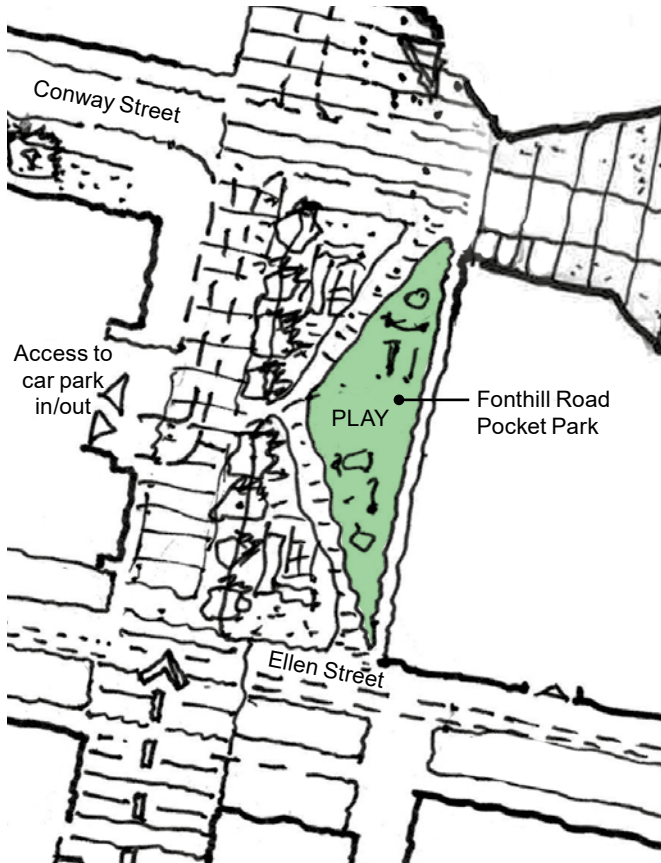 Conway Street
Access to
car park
in/out
PLAY
Fonthill Road
Pocket Park
Ellen Street